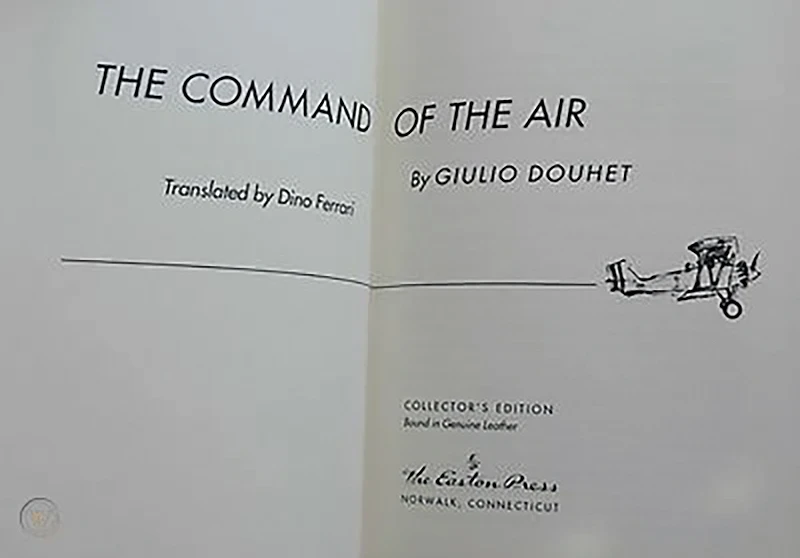 THE COMMAND OF THE AIR
Translated by Dino Ferrari
By GIULIO DOUHET
COLLECTOR'S EDITION
Bound in Genuine Leather
The Easton Press
NORWALK, CONNECTICUT